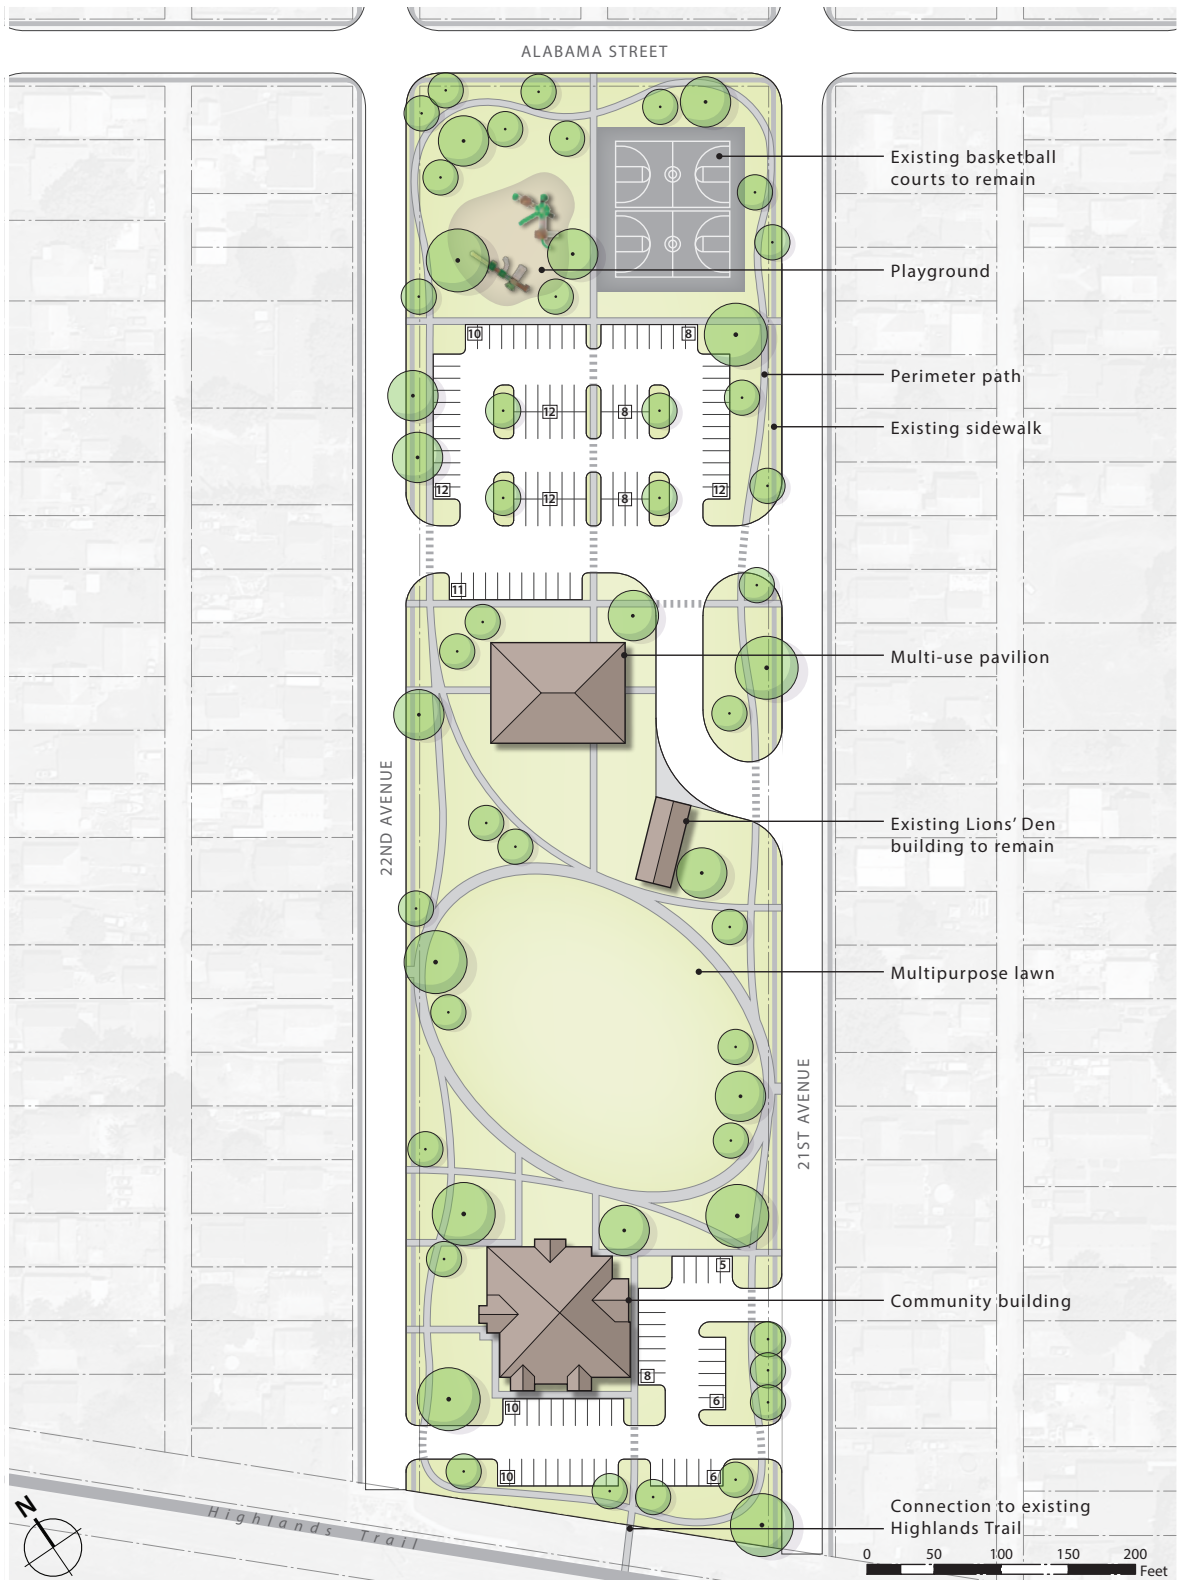 ALABAMA STREET
Existing basketball
courts to remain
Playground
10
8
Perimeter path
12
8
Existing sidewalk
12
12
8
12
11
Multi-use pavilion
22ND AVENUE
Existing Lions' Den
building to remain
Multipurpose lawn
21ST AVENUE
5
Community building
8
6
10
10
6
N
Highlands Trail
Connection to existing
Highlands Trail
0 50 100 150 200
Feet